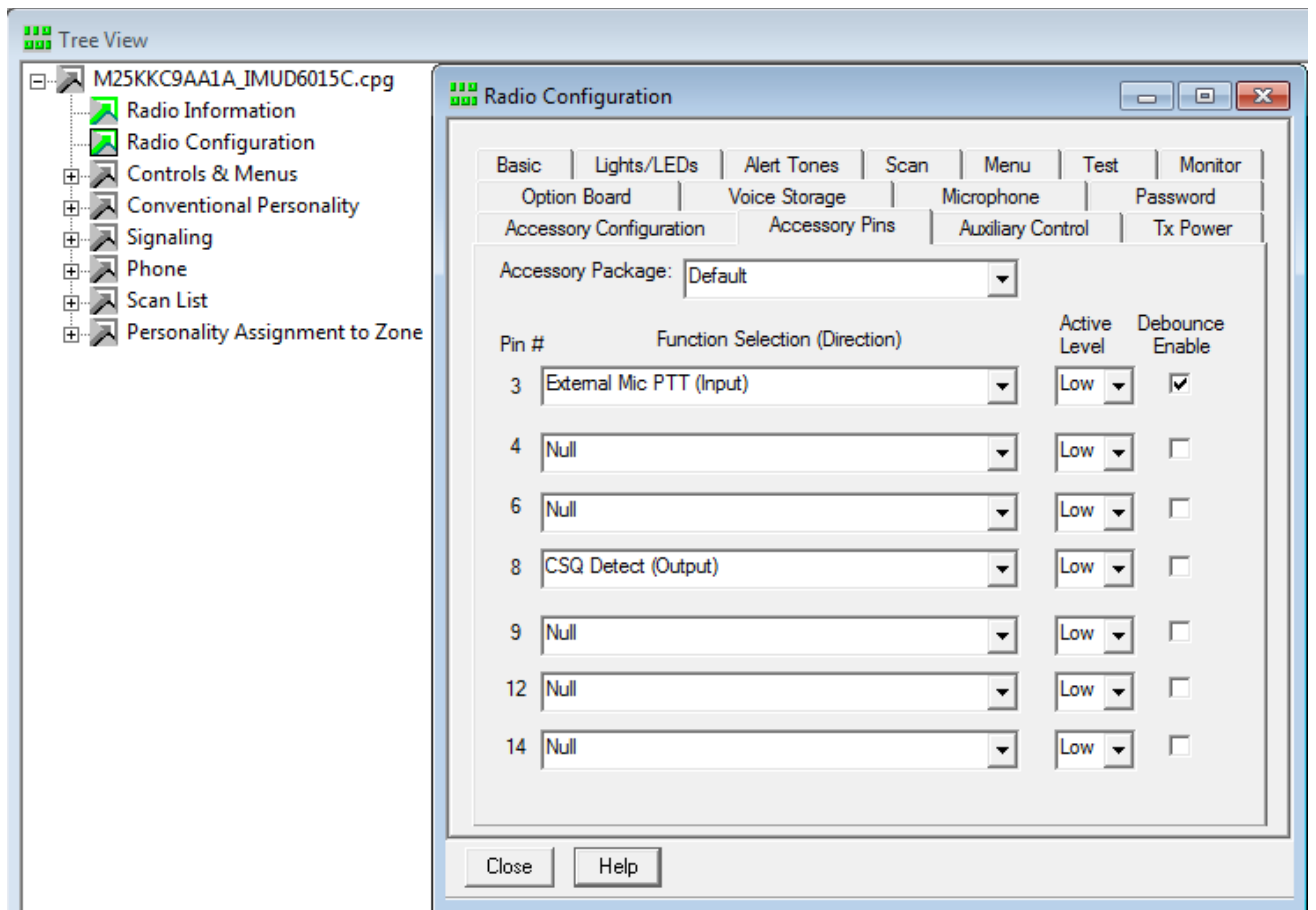 Tree View
M25KKC9AA1A_IMUD6015C.cpg
Radio Information
Radio Configuration
Controls & Menus
Conventional Personality
Signaling
Phone
Scan List
Personality Assignment to Zone
Radio Configuration
Basic Lights/LEDs Alert Tones Scan Menu Test Monitor
Option Board Voice Storage Microphone Password
Accessory Configuration Accessory Pins Auxiliary Control Tx Power
Accessory Package: Default
Pin # Function Selection (Direction) Active Level Debounce Enable
3 External Mic PTT (Input) Low
4 Null Low
6 Null Low
8 CSQ Detect (Output) Low
9 Null Low
12 Null Low
14 Null Low
Close Help